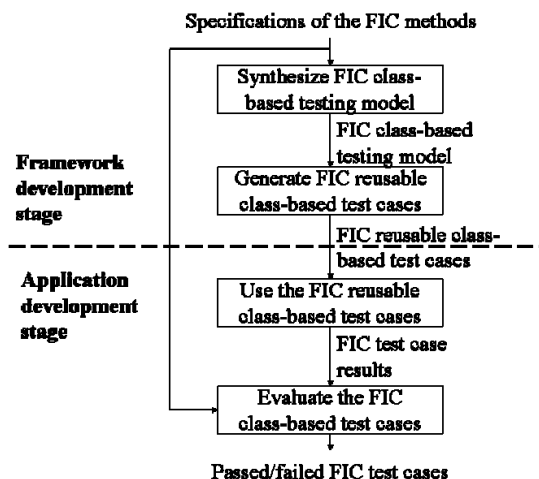 Specifications of the FIC methods
Synthesize FIC class-
based testing model
FIC class-based
testing model
Framework
development
stage
Generate FIC reusable
class-based test cases
FIC reusable class-
based test cases
Application
development
stage
Use the FIC reusable
class-based test cases
FIC test case
results
Evaluate the FIC
class-based test cases
Passed/failed FIC test cases